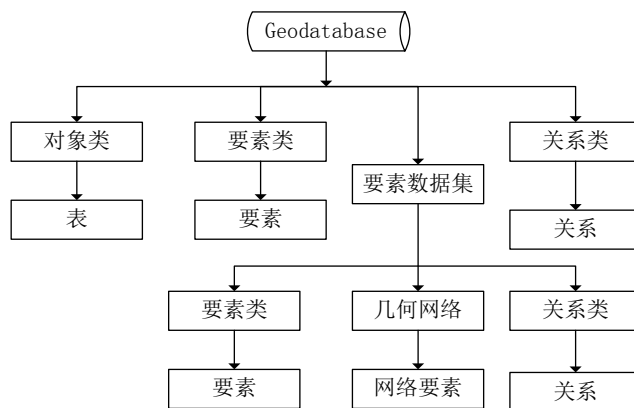 Geodatabase
对象类
要素类
关系类
要素数据集
表
要素
关系
要素类
几何网络
关系类
要素
网络要素
关系